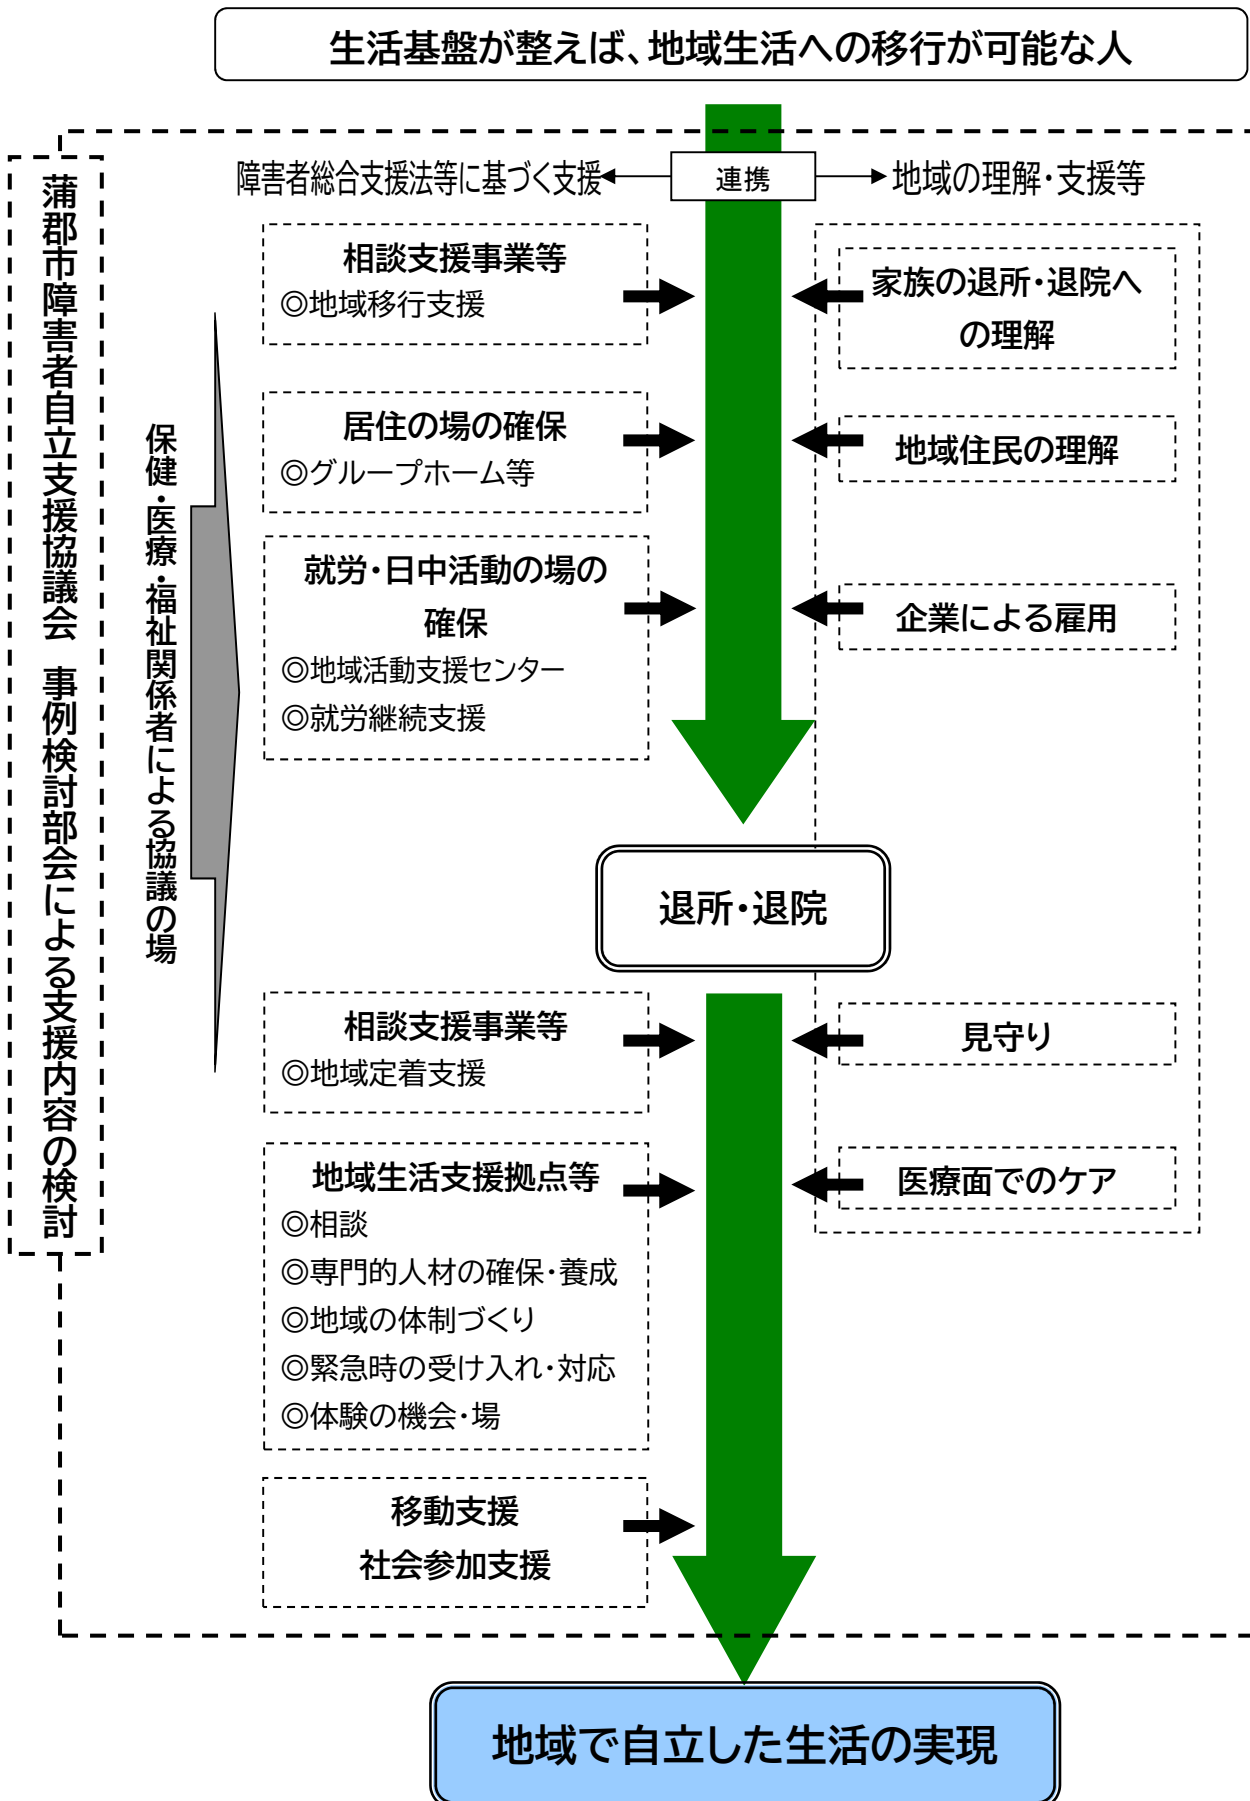 生活基盤が整えば、地域生活への移行が可能な人
障害者総合支援法等に基づく支援
連携
地域の理解・支援等
蒲郡市障害者自立支援協議会 事例検討部会による支援内容の検討
保健・医療・福祉関係者による協議の場
相談支援事業等
◎地域移行支援
家族の退所・退院へ
の理解
居住の場の確保
◎グループホーム等
地域住民の理解
就労・日中活動の場の
確保
◎地域活動支援センター
◎就労継続支援
企業による雇用
退所・退院
相談支援事業等
◎地域定着支援
見守り
地域生活支援拠点等
◎相談
◎専門的人材の確保・養成
◎地域の体制づくり
◎緊急時の受け入れ・対応
◎体験の機会・場
医療面でのケア
移動支援
社会参加支援
地域で自立した生活の実現